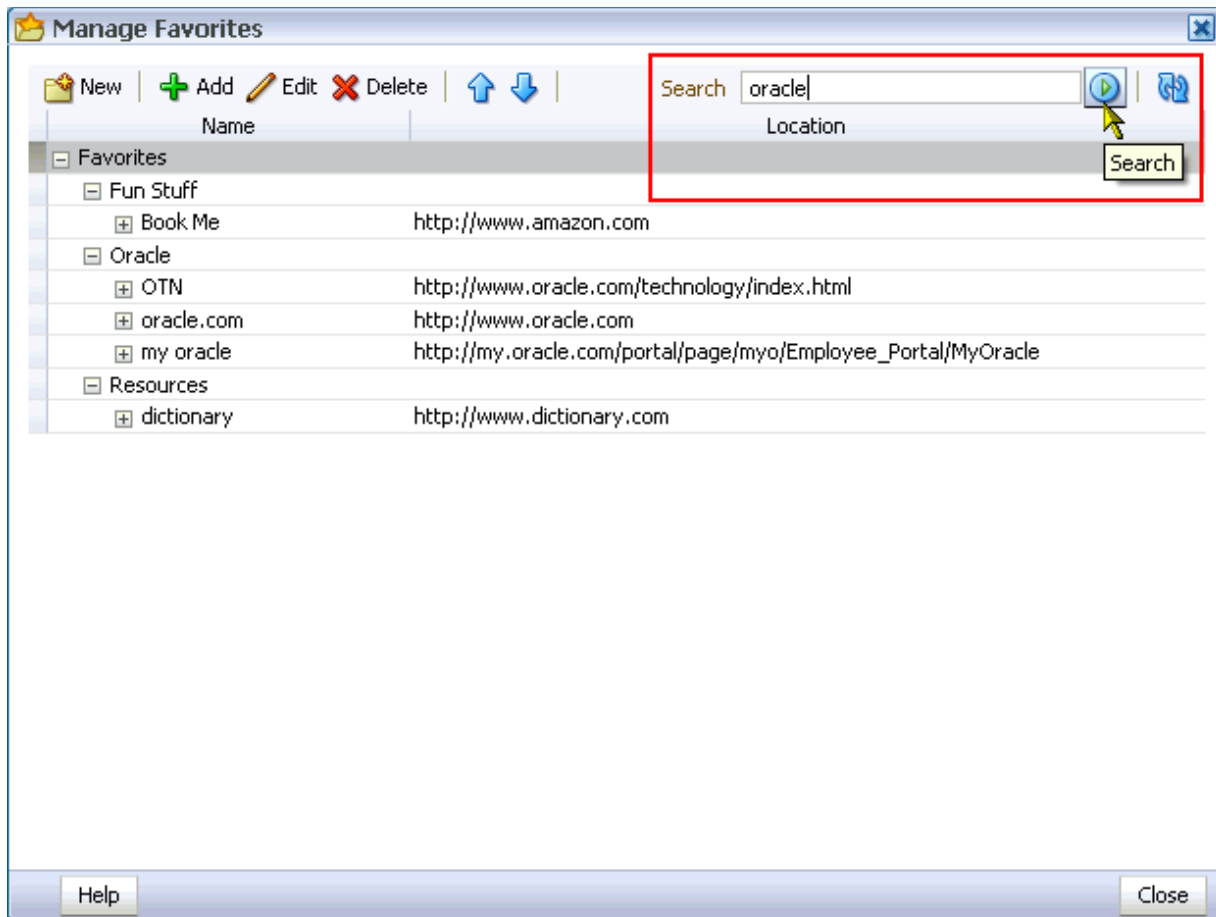 Manage Favorites
New Add Edit Delete Search oracle
Name Location
Favorites
Search
Fun Stuff
Book Me http://www.amazon.com
Oracle
OTN http://www.oracle.com/technology/index.html
oracle.com http://www.oracle.com
my oracle http://my.oracle.com/portal/page/myo/Employee_Portal/MyOracle
Resources
dictionary http://www.dictionary.com
Help Close